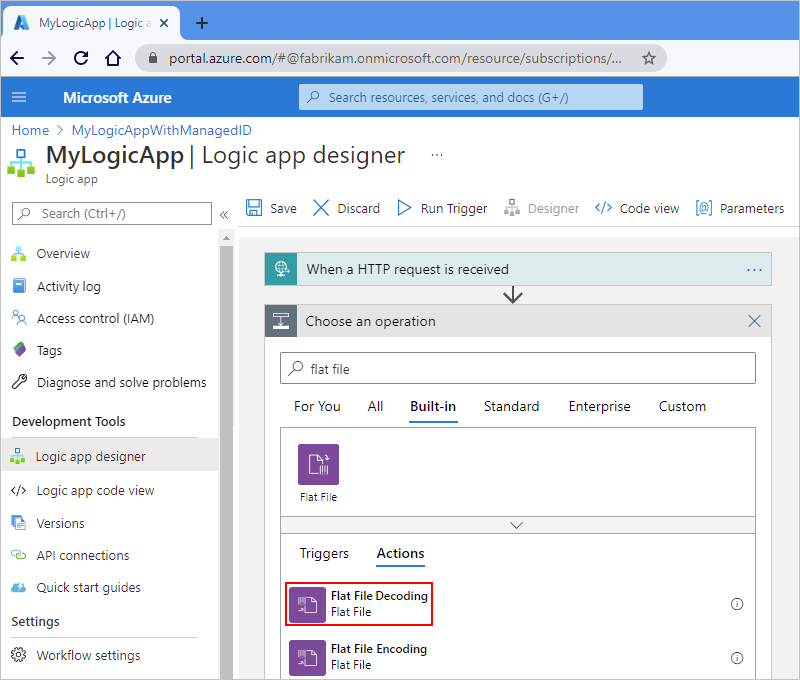 MyLogicApp | Logic a
portal.azure.com/#@fabrikam.onmicrosoft.com/resource/subscriptions/...
Microsoft Azure
Search resources, services, and docs (G+/)
Home > MyLogicAppWithManagedID
MyLogicApp | Logic app designer ...
Logic app
Search (Ctrl+/)
«
Save
Discard
Run Trigger
Designer
Code view
Parameters
Overview
Activity log
Access control (IAM)
Tags
Diagnose and solve problems
Development Tools
Logic app designer
Logic app code view
Versions
API connections
Quick start guides
Settings
Workflow settings
When a HTTP request is received
Choose an operation
flat file
For You
All
Built-in
Standard
Enterprise
Custom
Flat File
Triggers
Actions
Flat File Decoding
Flat File
Flat File Encoding
Flat File